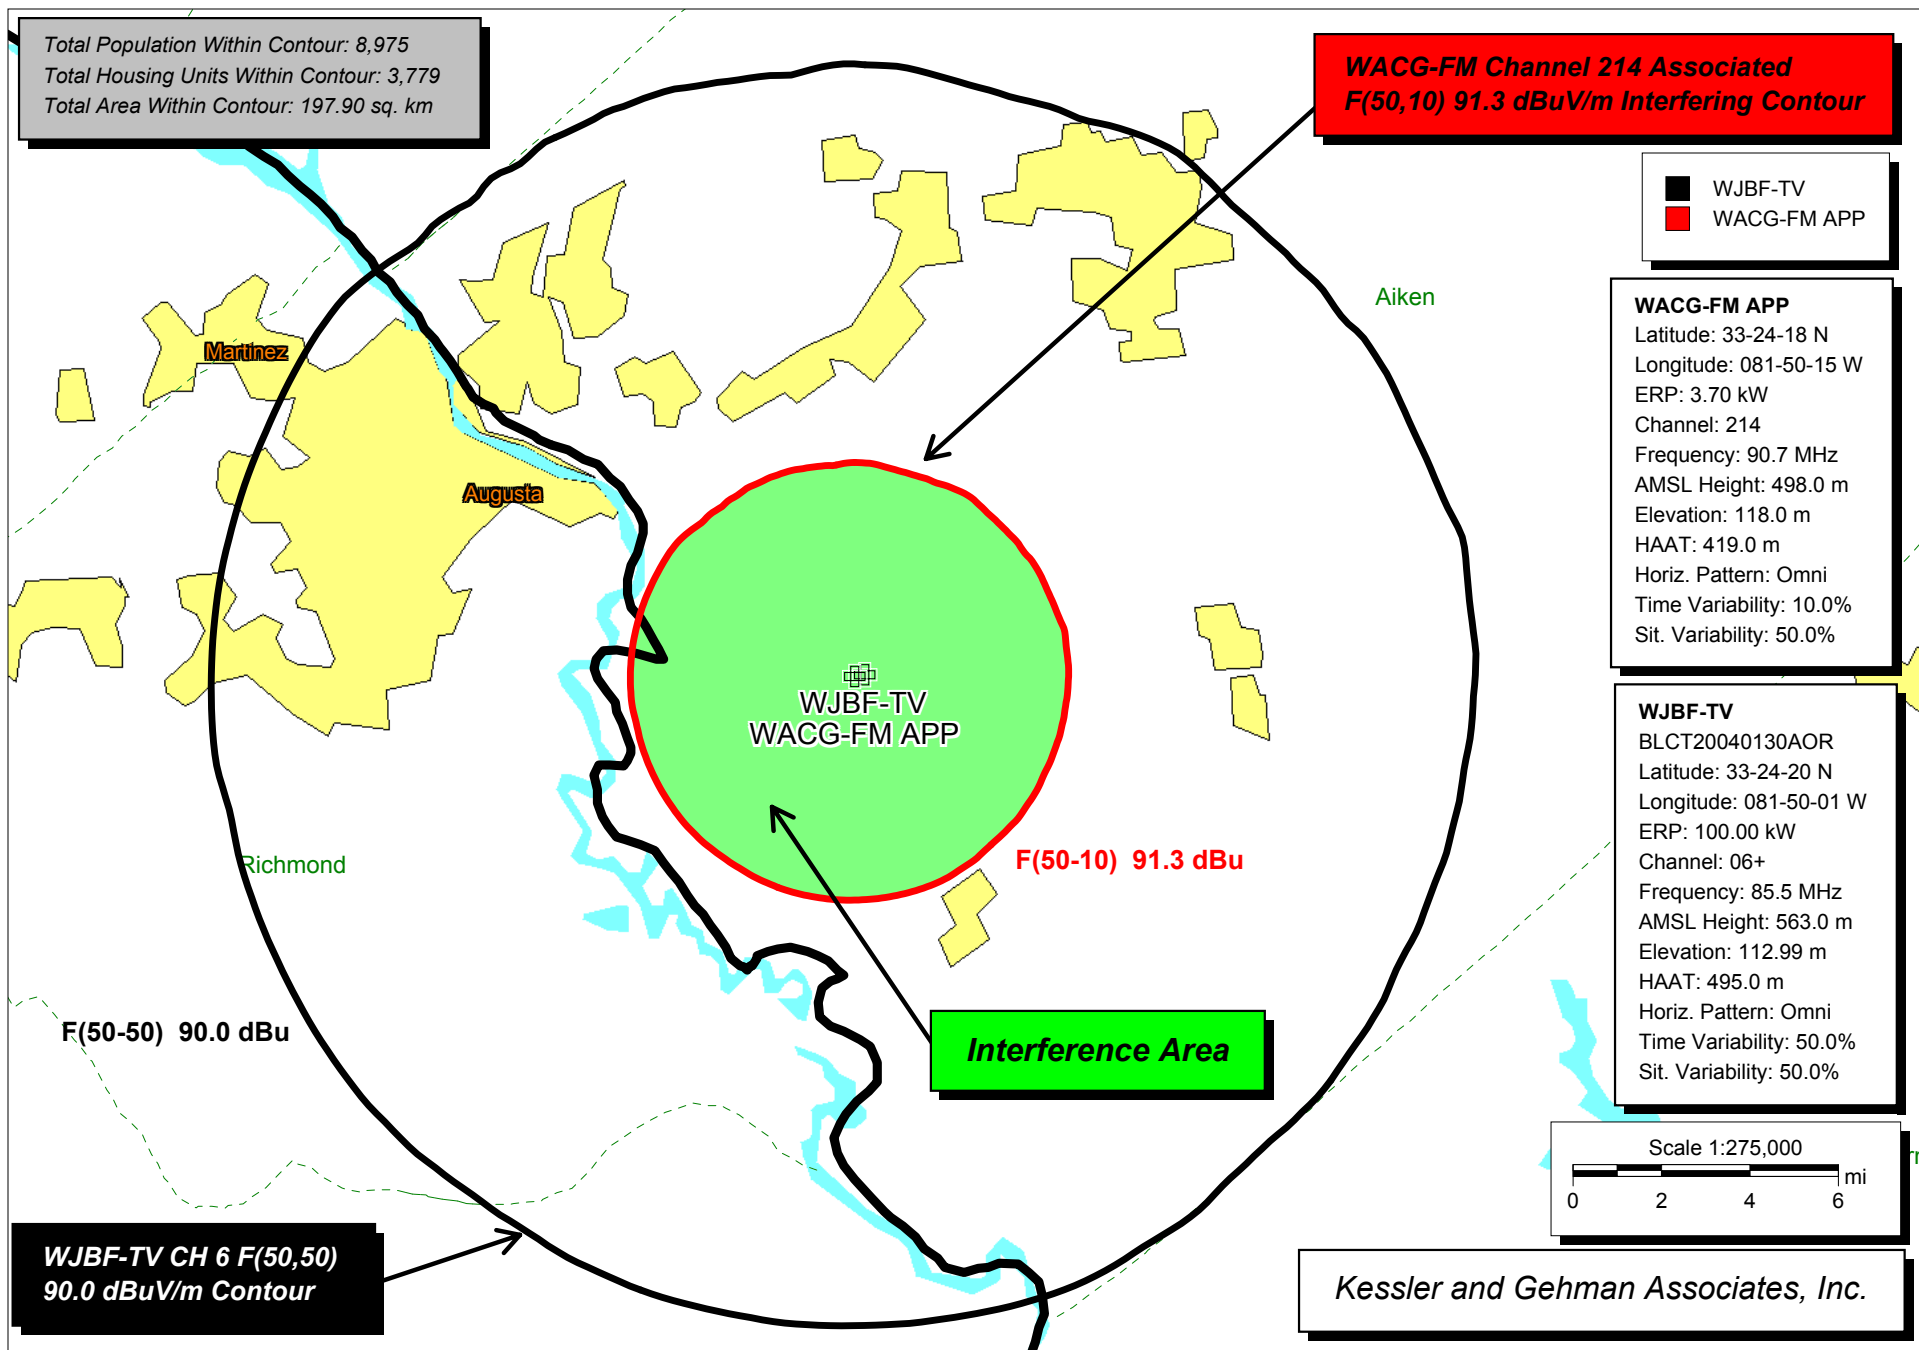 Total Population Within Contour: 8,975
Total Housing Units Within Contour: 3,779
Total Area Within Contour: 197.90 sq. km
WACG-FM Channel 214 Associated
F(50,10) 91.3 dBuV/m Interfering Contour
WJBF-TV
WACG-FM APP
Aiken
WACG-FM APP
Latitude: 33-24-18 N
Longitude: 081-50-15 W
ERP: 3.70 kW
Channel: 214
Frequency: 90.7 MHz
AMSL Height: 498.0 m
Elevation: 118.0 m
HAAT: 419.0 m
Horiz. Pattern: Omni
Time Variability: 10.0%
Sit. Variability: 50.0%
Martinez
Augusta
WJBF-TV
WACG-FM APP
WJBF-TV
BLCT20040130AOR
Latitude: 33-24-20 N
Longitude: 081-50-01 W
ERP: 100.00 kW
Channel: 06+
Frequency: 85.5 MHz
AMSL Height: 563.0 m
Elevation: 112.99 m
HAAT: 495.0 m
Horiz. Pattern: Omni
Time Variability: 50.0%
Sit. Variability: 50.0%
Richmond
F(50-10) 91.3 dBu
F(50-50) 90.0 dBu
Interference Area
Scale 1:275,000
mi
0 2 4 6
WJBF-TV CH 6 F(50,50)
90.0 dBuV/m Contour
Kessler and Gehman Associates, Inc.